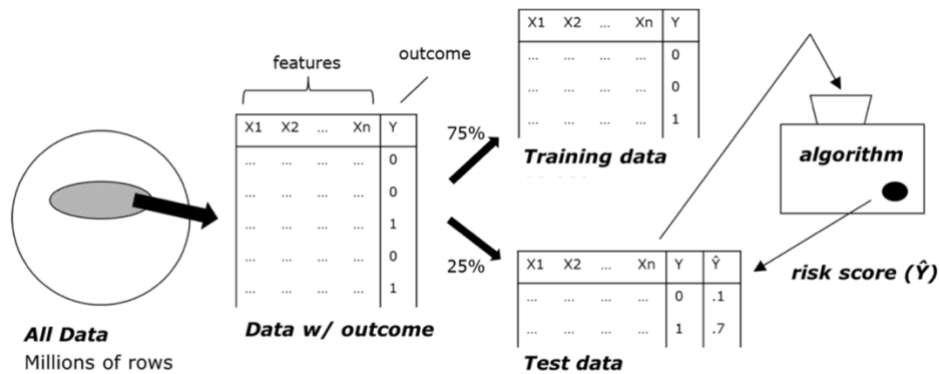 All Data
Millions of rows
features
outcome
X1 X2 ... Xn Y
... ... ... ... 0
... ... ... ... 0
... ... ... ... 1
... ... ... ... 0
... ... ... ... 1
Data w/ outcome
75%
25%
X1 X2 ... Xn Y
... ... ... ... 0
... ... ... ... 0
... ... ... ... 1
Training data
X1 X2 ... Xn Y Ŷ
... ... ... ... 0 .1
... ... ... ... 1 .7
Test data
algorithm
risk score (Ŷ)